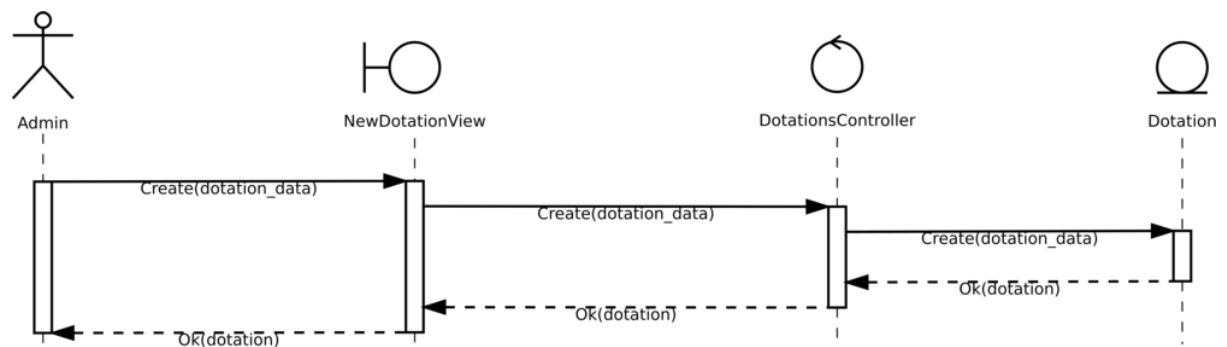 Admin
NewDotationView
DotationsController
Dotation
Create(dotation_data)
Create(dotation_data)
Create(dotation_data)
Ok(dotation)
Ok(dotation)
Ok(dotation)